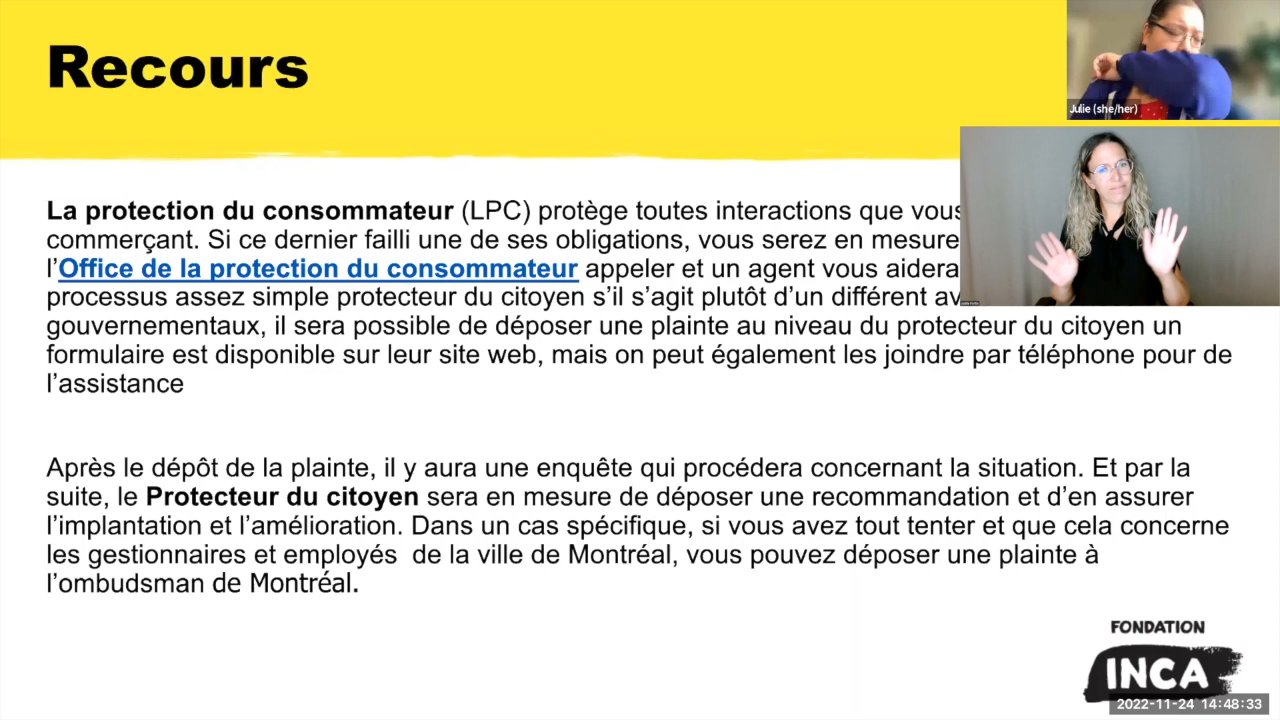 Recours
Julie (she/her)
La protection du consommateur (LPC) protège toutes interactions que vous
commerçant. Si ce dernier failli une de ses obligations, vous serez en mesure
l’Office de la protection du consommateur appeler et un agent vous aidera
processus assez simple protecteur du citoyen s’il s’agit plutôt d’un différent av
gouvernementaux, il sera possible de déposer une plainte au niveau du protecteur du citoyen un
formulaire est disponible sur leur site web, mais on peut également les joindre par téléphone pour de
l’assistance
Après le dépôt de la plainte, il y aura une enquête qui procédera concernant la situation. Et par la
suite, le Protecteur du citoyen sera en mesure de déposer une recommandation et d’en assurer
l’implantation et l’amélioration. Dans un cas spécifique, si vous avez tout tenter et que cela concerne
les gestionnaires et employés  de la ville de Montréal, vous pouvez déposer une plainte à
l’ombudsman de Montréal.
FONDATION
INCA
2022-11-24 14:48:33